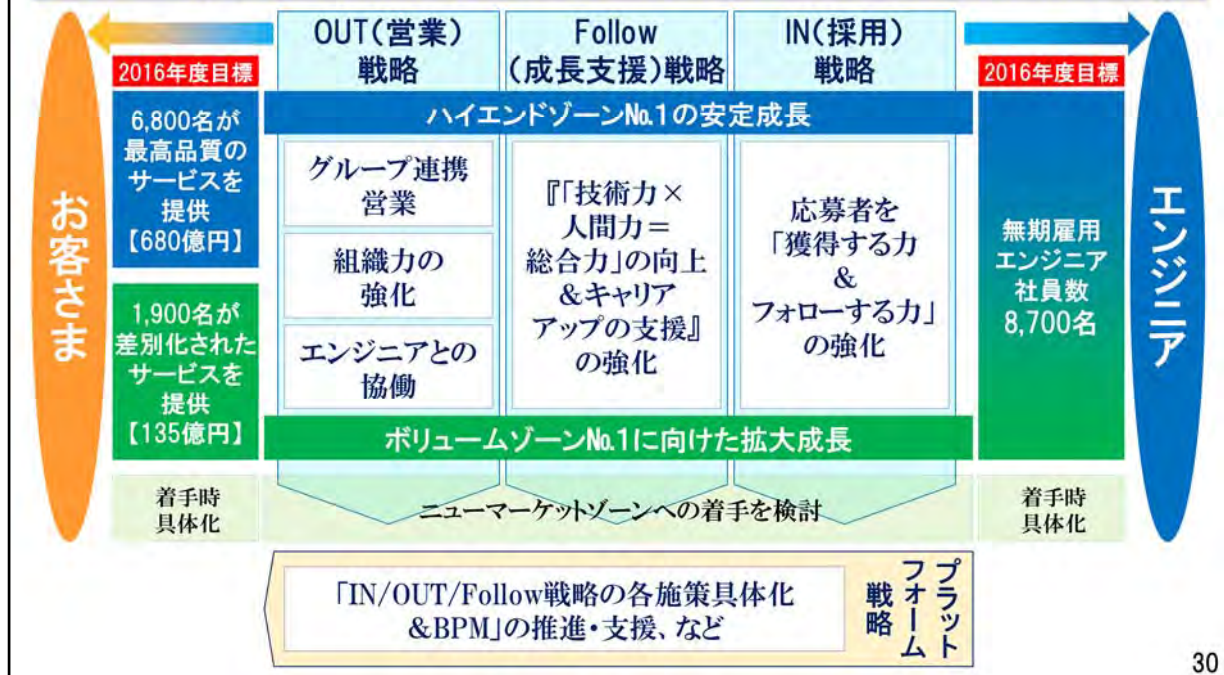 OUT(営業)
戦略
Follow
(成長支援)戦略
IN(採用)
戦略
お客さま
2016年度目標
6,800名が
最高品質の
サービスを
提供
【680億円】
1,900名が
差別化された
サービスを
提供
【135億円】
着手時
具体化
ハイエンドゾーン№1の安定成長
グループ連携
営業
組織力の
強化
エンジニアとの
協働
『「技術力×
人間力＝
総合力」の向上
＆キャリア
アップの支援』
の強化
応募者を
「獲得する力
＆
フォローする力」
の強化
ボリュームゾーン№1に向けた拡大成長
ニューマーケットゾーンへの着手を検討
2016年度目標
無期雇用
エンジニア
社員数
8,700名
着手時
具体化
エンジニア
「IN/OUT/Follow戦略の各施策具体化
&BPM」の推進・支援、など
プラット
フォーム
戦略
30